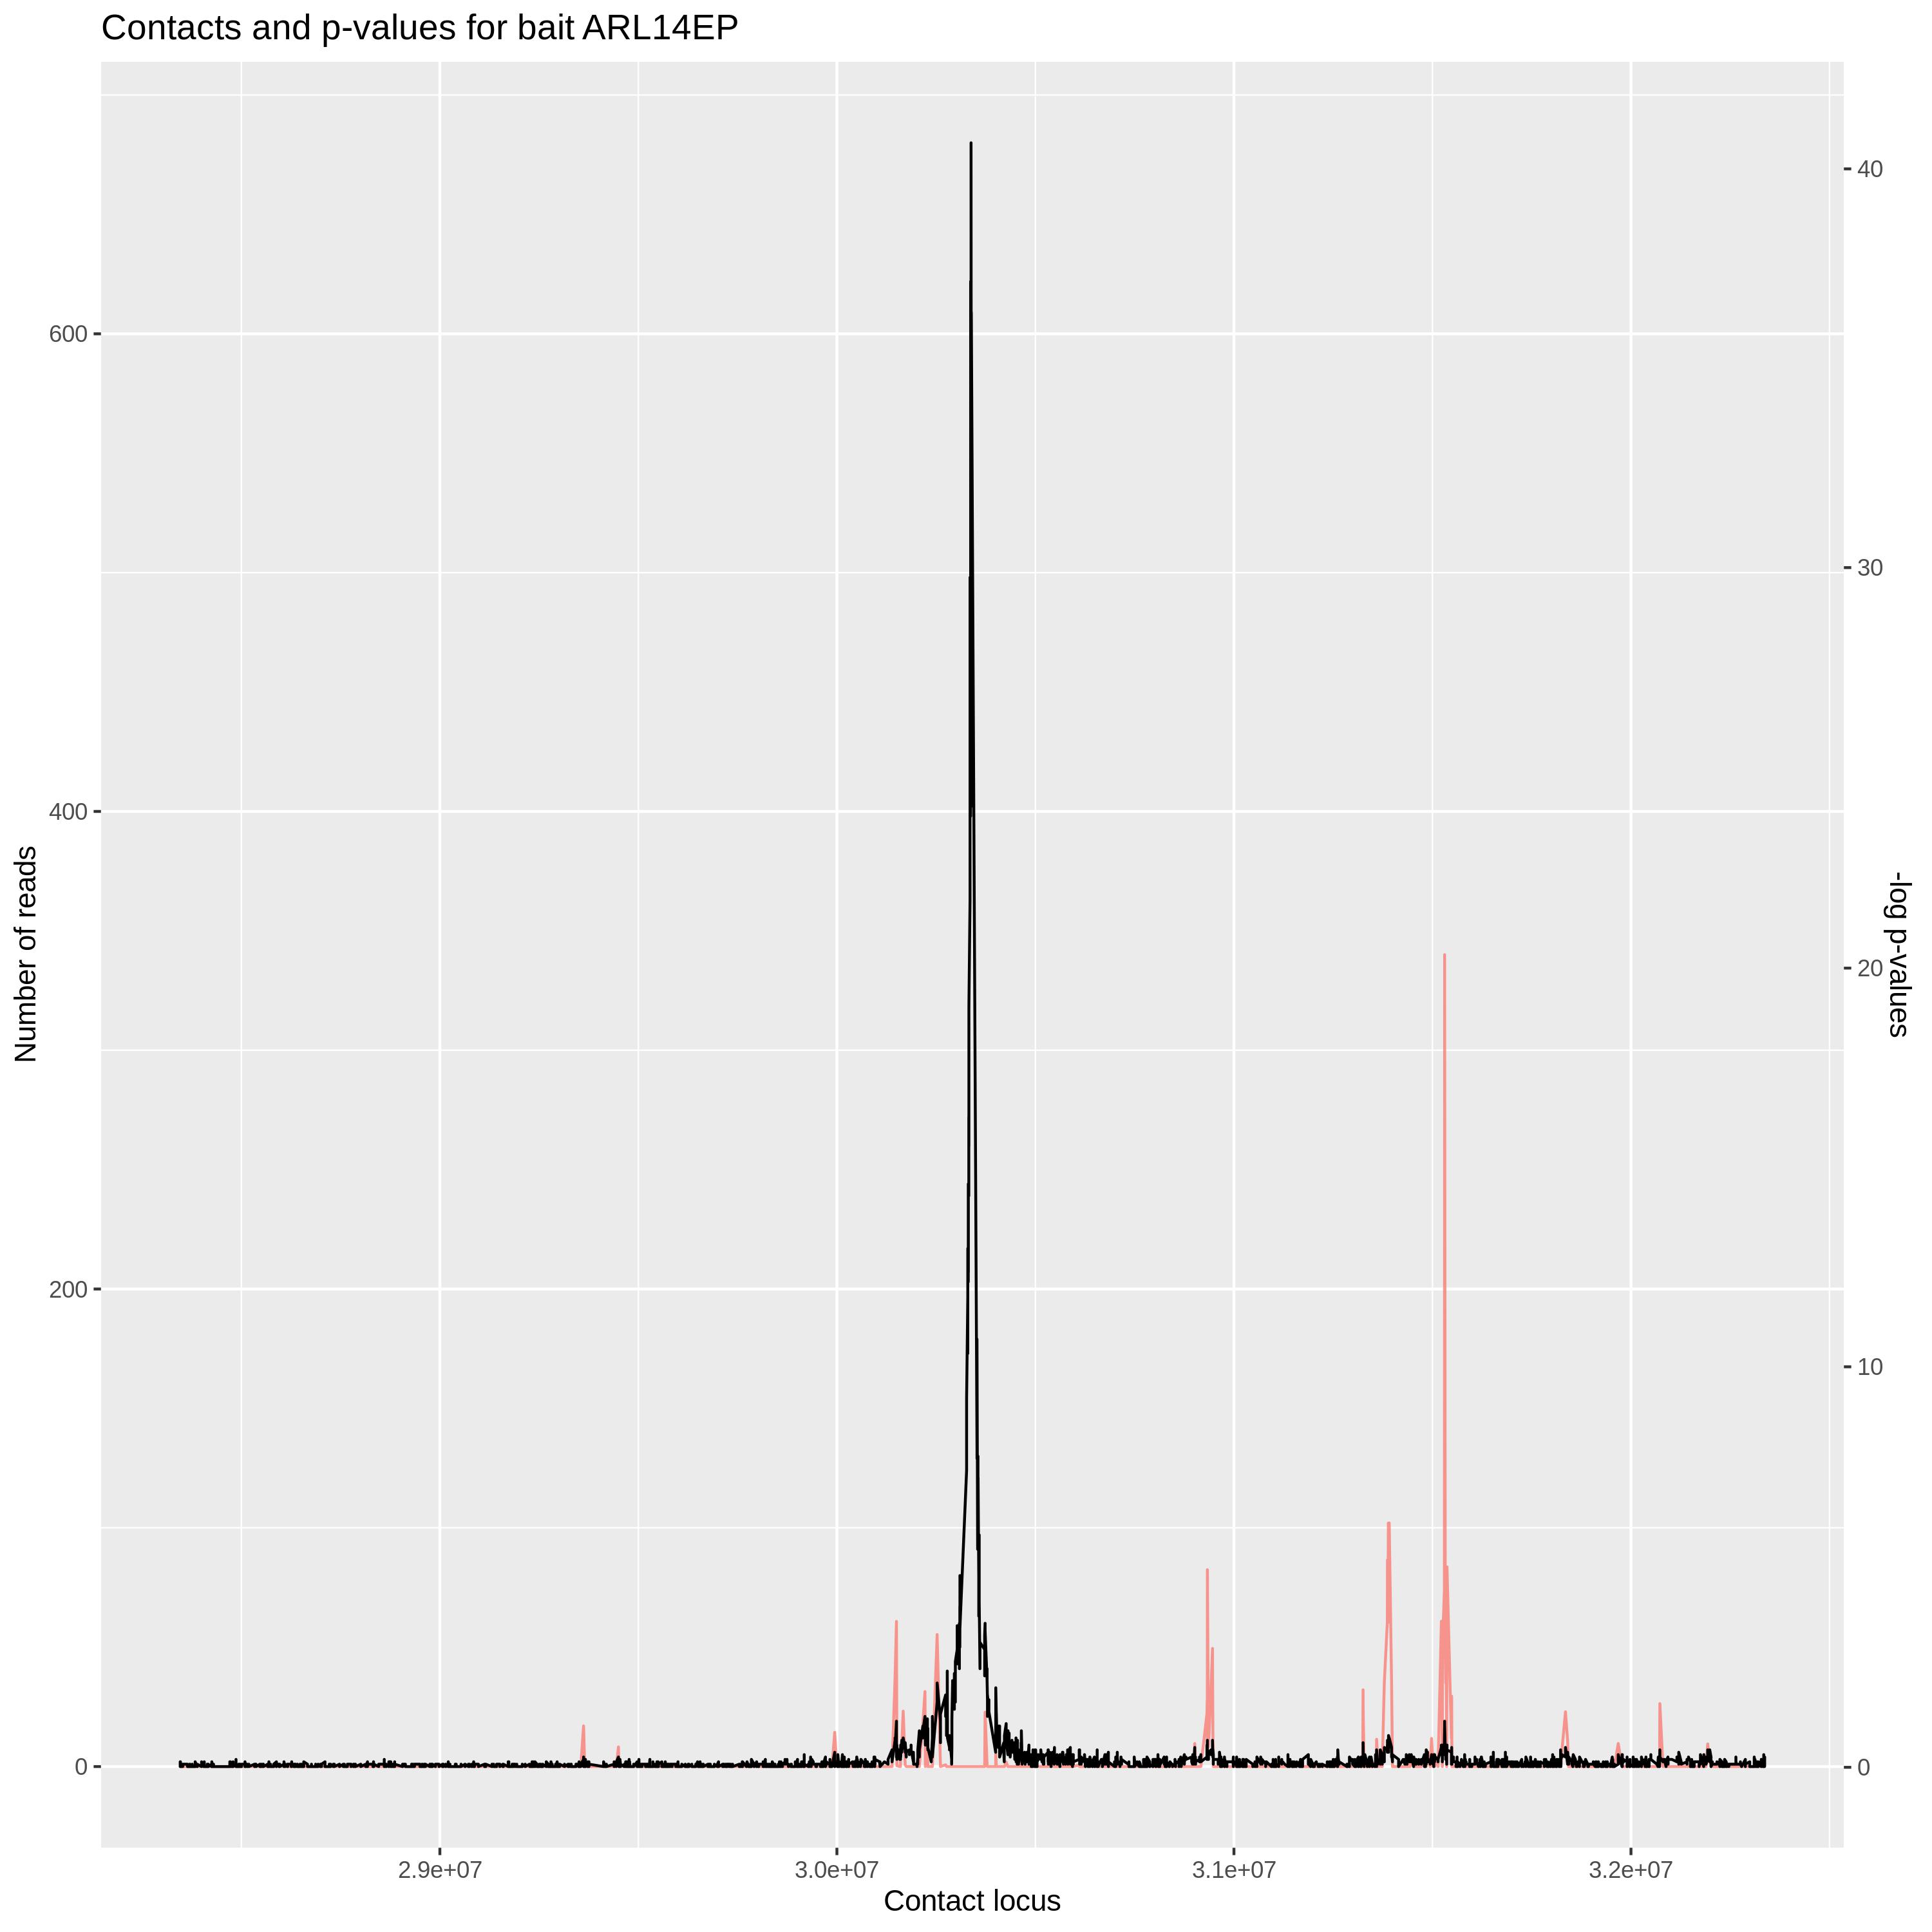 Contacts and p-values for bait ARL14EP
Number of reads
600
400
200
0
40
30
20
10
0
-log p-values
2.9e+07
3.0e+07
3.1e+07
3.2e+07
Contact locus